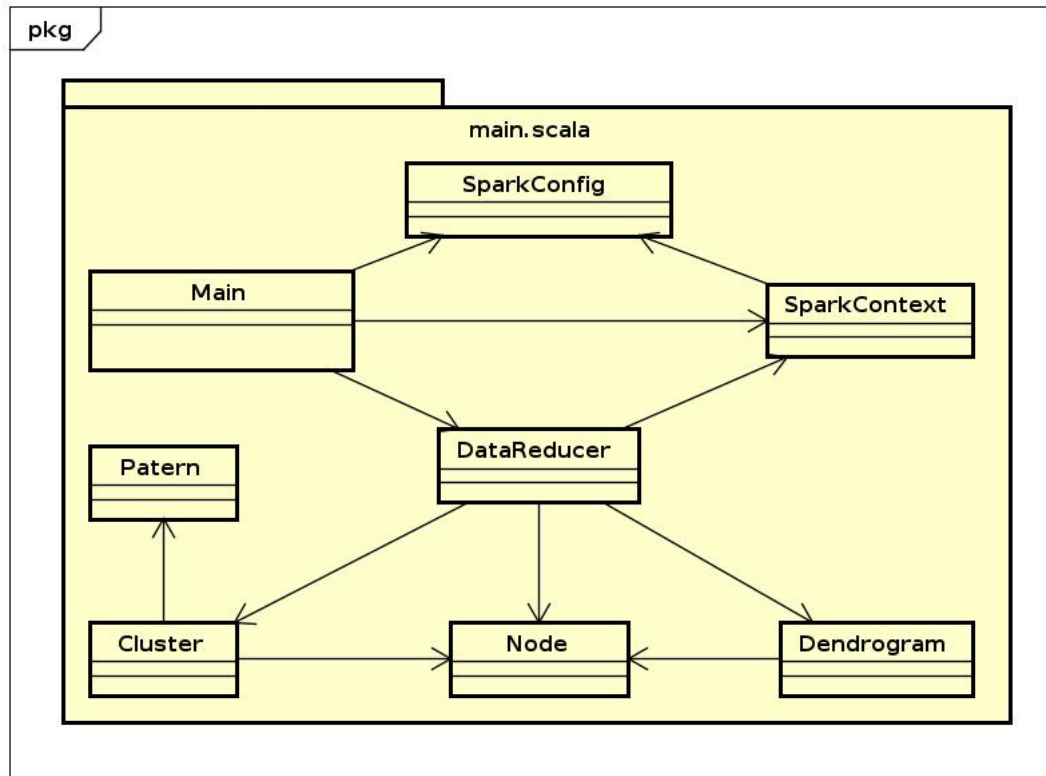 pkg
main.scala
SparkConfig
Main
SparkContext
DataReducer
Patern
Cluster
Node
Dendrogram